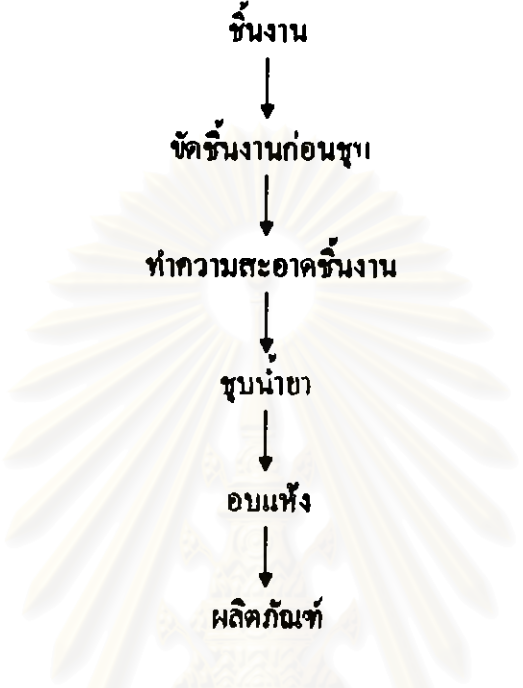 ชิ้นงาน
ขัดชิ้นงานก่อนชุบ
ทำความสะอาดชิ้นงาน
ชุบน้ำยา
อบแห้ง
ผลิตภัณฑ์